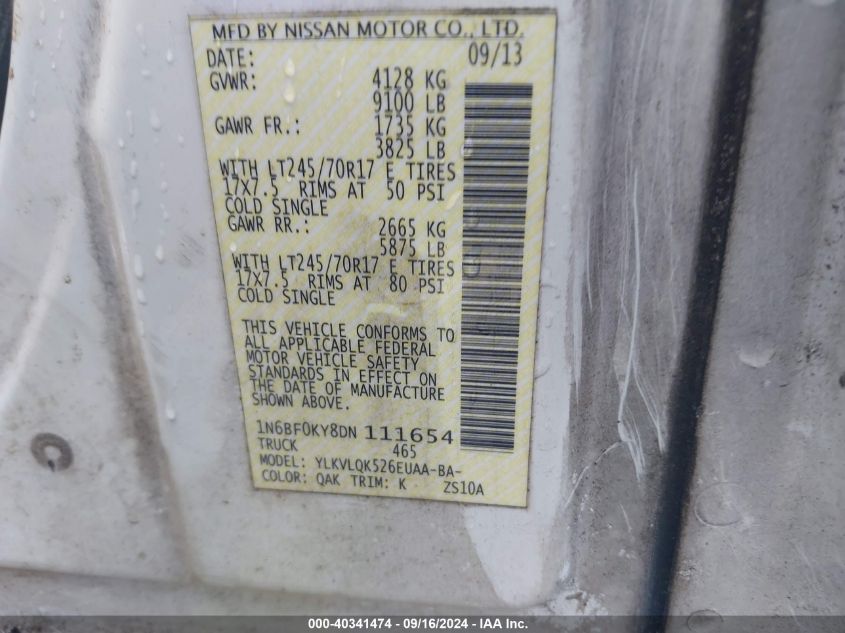 MFD BY NISSAN MOTOR CO., LTD.
DATE: 09/13
GVWR: 4128 KG
9100 LB
GAWR FR.: 1735 KG
3825 LB
WITH LT245/70R17 E TIRES
17X7.5 RIMS AT 50 PSI
COLD SINGLE
GAWR RR.: 2665 KG
5875 LB
WITH LT245/70R17 E TIRES
17X7.5 RIMS AT 80 PSI
COLD SINGLE
THIS VEHICLE CONFORMS TO
ALL APPLICABLE FEDERAL
MOTOR VEHICLE SAFETY
STANDARDS IN EFFECT ON
THE DATE OF MANUFACTURE
SHOWN ABOVE.
1N6BF0KY8DN 111654
TRUCK 465
MODEL: YLKVLQK526EUAA-BA-
COLOR: QAK TRIM: K ZS10A
000-40341474 - 09/16/2024 - IAA Inc.